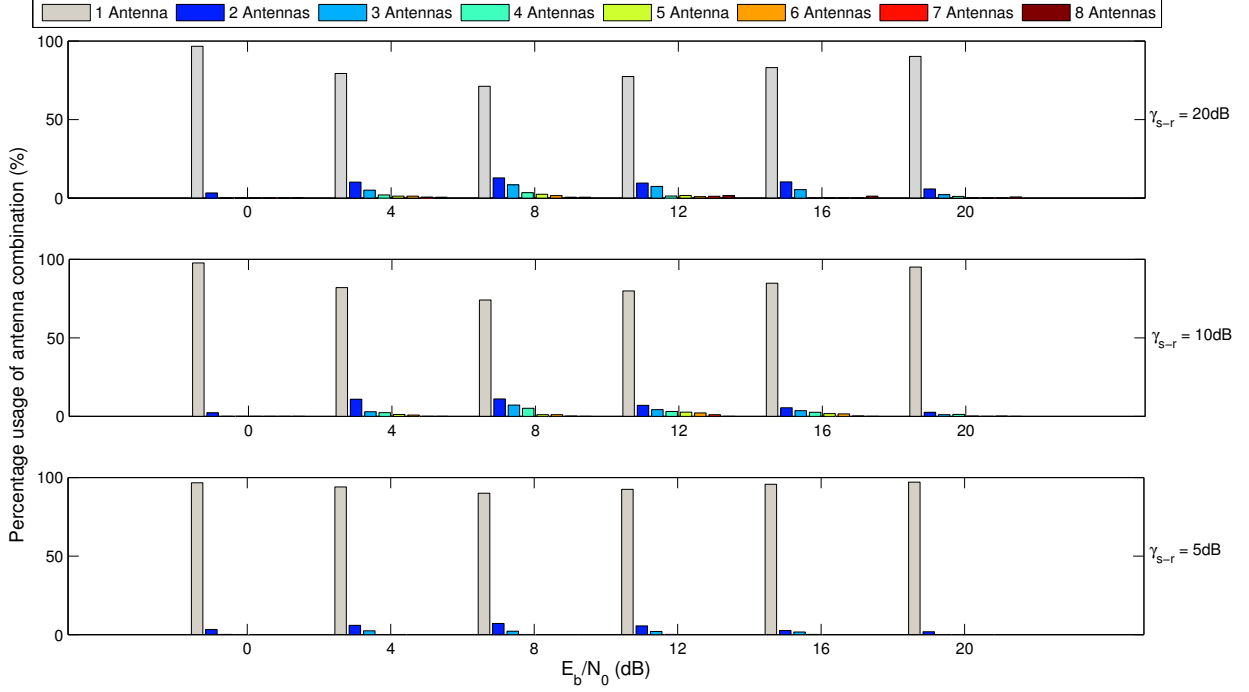 1 Antenna 2 Antennas 3 Antennas 4 Antennas 5 Antenna 6 Antennas 7 Antennas 8 Antennas
Percentage usage of antenna combination (%)
100
50
0
0 4 8 12 16 20
γs−r = 20dB
100
50
0
0 4 8 12 16 20
γs−r = 10dB
100
50
0
0 4 8 12 16 20
γs−r = 5dB
Eb/N0 (dB)